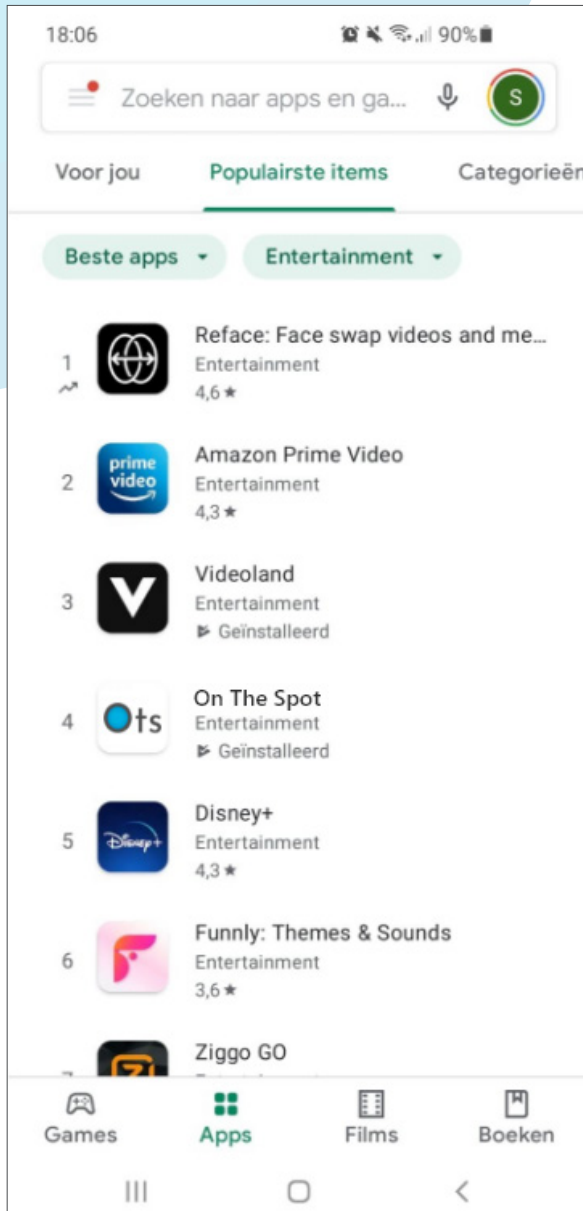 18:06
90%
Zoeken naar apps en ga...
S
Voor jou
Populairste items
Categorieën
Beste apps
Entertainment
1
Reface: Face swap videos and me...
Entertainment
4,6 ★
2
prime
video
Amazon Prime Video
Entertainment
4,3 ★
3
V
Videoland
Entertainment
Geïnstalleerd
4
Ots
On The Spot
Entertainment
Geïnstalleerd
5
Disney+
Disney+
Entertainment
4,3 ★
6
F
Funnly: Themes & Sounds
Entertainment
3,6 ★
Ziggo GO
Games
Apps
Films
Boeken